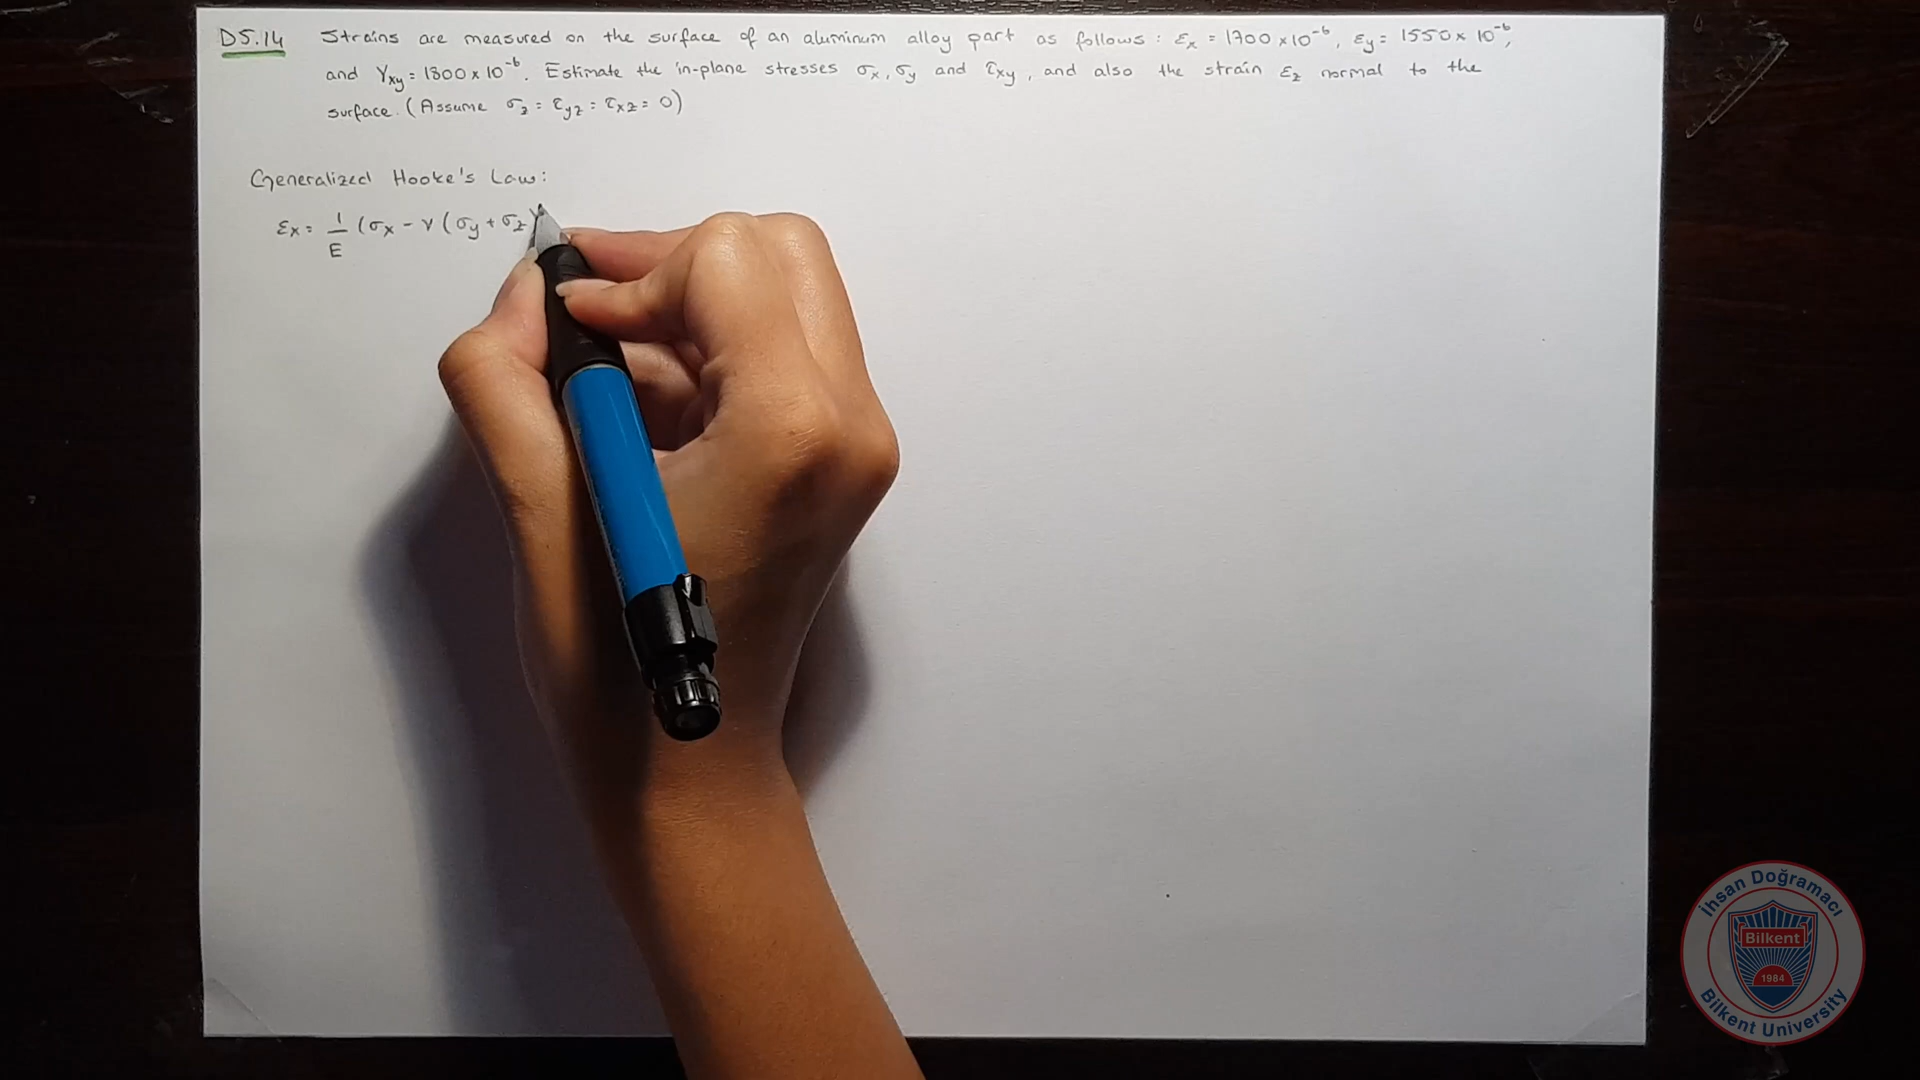 D5.14 Strains are measured on the surface of an aluminum alloy part as follows: εx = 1700 × 10⁻⁶, εy = 1550 × 10⁻⁶,
and γxy = 1800 × 10⁻⁶. Estimate the in-plane stresses σx, σy and τxy, and also the strain εz normal to the
surface. (Assume σz = τyz = τxz = 0)
Generalized Hooke's Law:
εx = 1/E (σx - ν (σy + σz)
İhsan Doğramacı
Bilkent
1984
Bilkent University